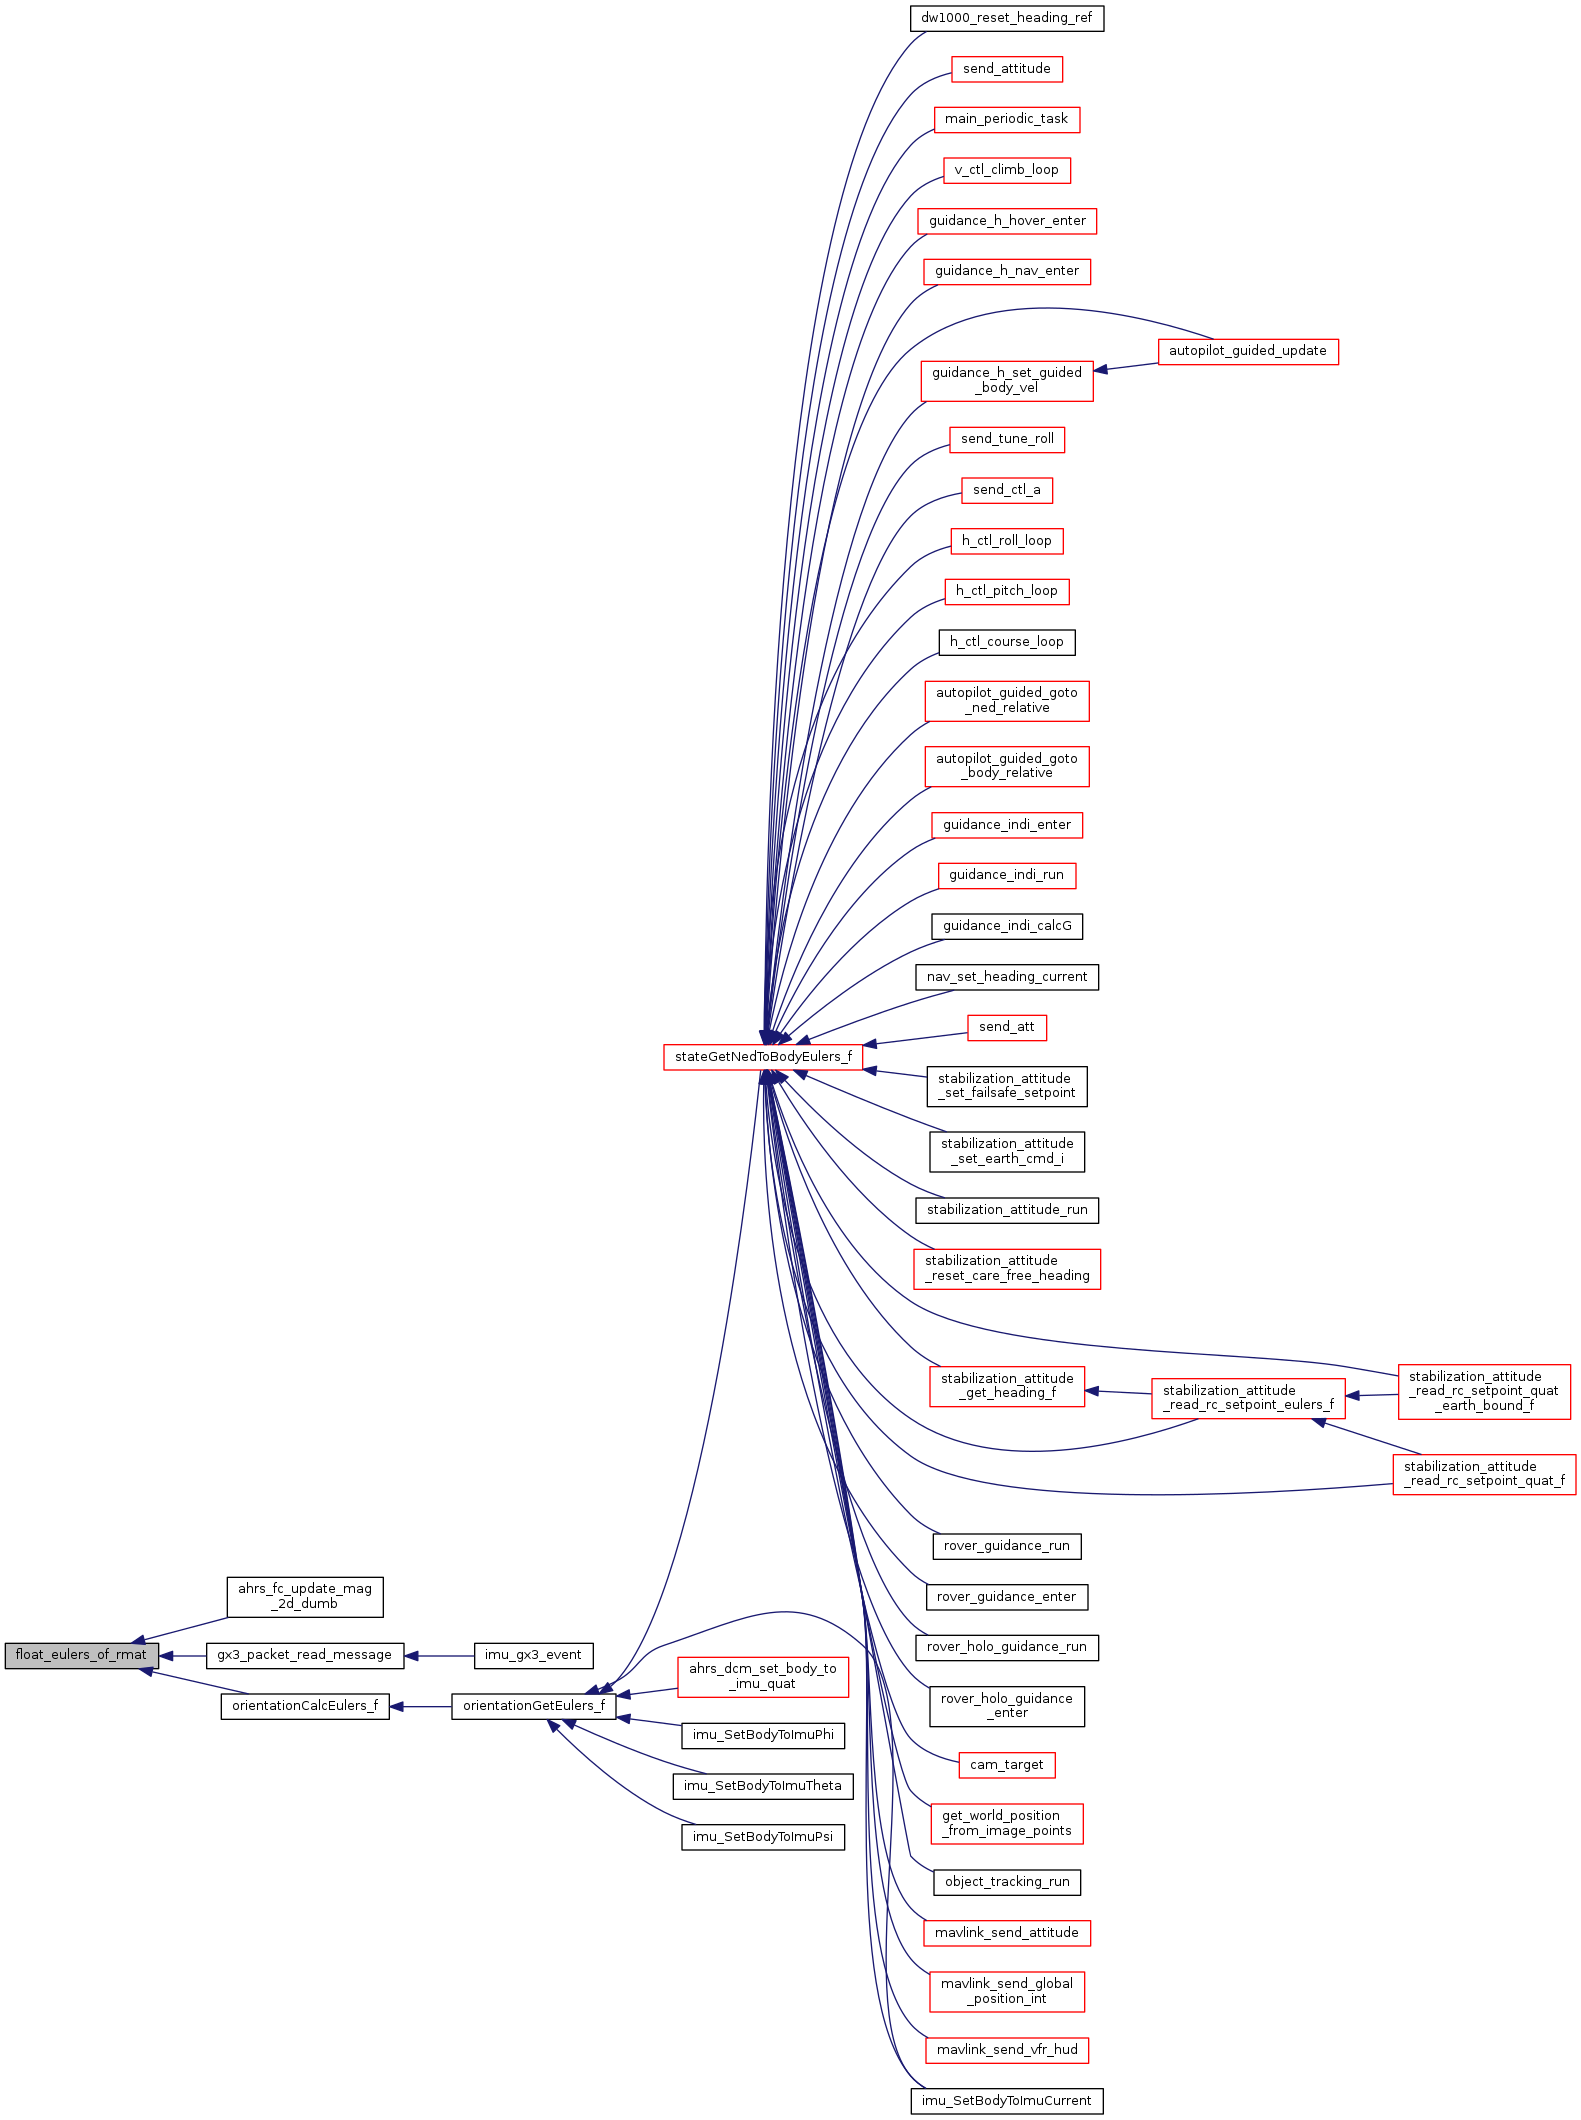 dw1000_reset_heading_ref
send_attitude
main_periodic_task
v_ctl_climb_loop
guidance_h_hover_enter
guidance_h_nav_enter
autopilot_guided_update
guidance_h_set_guided
_body_vel
send_tune_roll
send_ctl_a
h_ctl_roll_loop
h_ctl_pitch_loop
h_ctl_course_loop
autopilot_guided_goto
_ned_relative
autopilot_guided_goto
_body_relative
guidance_indi_enter
guidance_indi_run
guidance_indi_calcG
nav_set_heading_current
send_att
stateGetNedToBodyEulers_f
stabilization_attitude
_set_failsafe_setpoint
stabilization_attitude
_set_earth_cmd_i
stabilization_attitude_run
stabilization_attitude
_reset_care_free_heading
stabilization_attitude
_get_heading_f
stabilization_attitude
_read_rc_setpoint_eulers_f
stabilization_attitude
_read_rc_setpoint_quat
_earth_bound_f
stabilization_attitude
_read_rc_setpoint_quat_f
rover_guidance_run
rover_guidance_enter
rover_holo_guidance_run
rover_holo_guidance
_enter
ahrs_fc_update_mag
_2d_dumb
float_eulers_of_rmat
gx3_packet_read_message
imu_gx3_event
orientationCalcEulers_f
orientationGetEulers_f
ahrs_dcm_set_body_to
_imu_quat
imu_SetBodyToImuPhi
imu_SetBodyToImuTheta
imu_SetBodyToImuPsi
cam_target
get_world_position
_from_image_points
object_tracking_run
mavlink_send_attitude
mavlink_send_global
_position_int
mavlink_send_vfr_hud
imu_SetBodyToImuCurrent